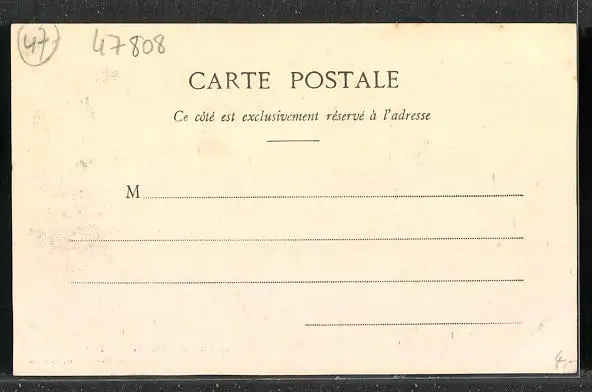 47 47808
CARTE POSTALE
Ce côté est exclusivement réservé à l'adresse
M